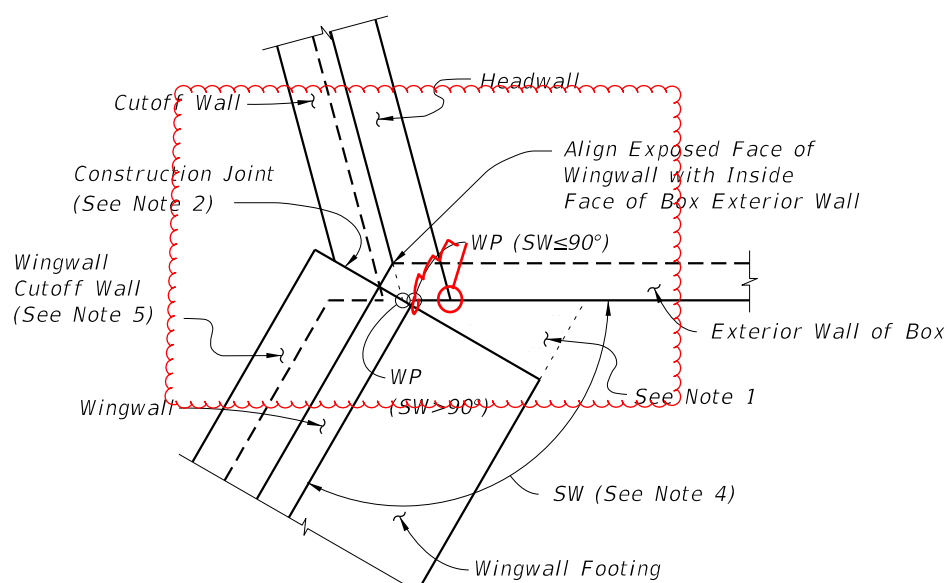 Headwall
Cutoff Wall
Align Exposed Face of
Wingwall with Inside
Face of Box Exterior Wall
Construction Joint
(See Note 2)
WP (SW≤90°)
Wingwall
Cutoff Wall
(See Note 5)
Exterior Wall of Box
WP
(SW>90°)
See Note 1
Wingwall
SW (See Note 4)
Wingwall Footing